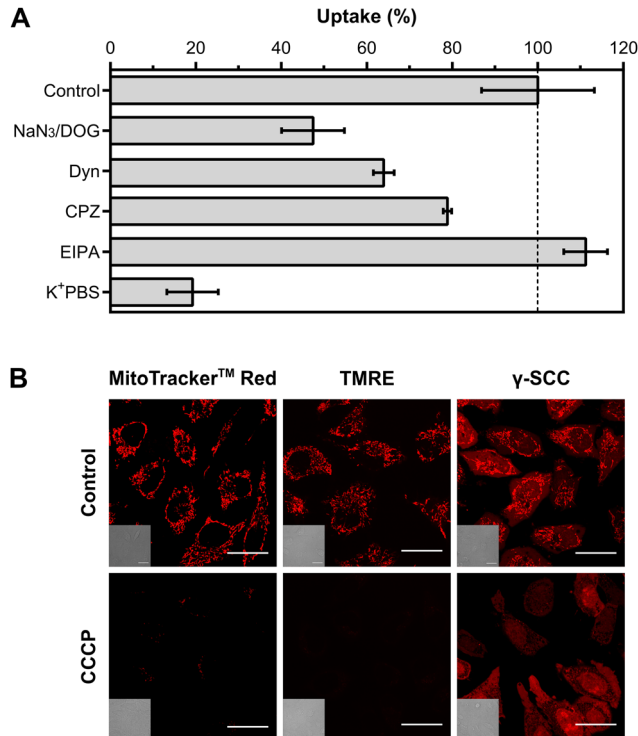 A
Uptake (%)
0 20 40 60 80 100 120
Control
NaN3/DOG
Dyn
CPZ
EIPA
K+PBS
B
MitoTracker™ Red TMRE γ-SCC
Control
CCCP